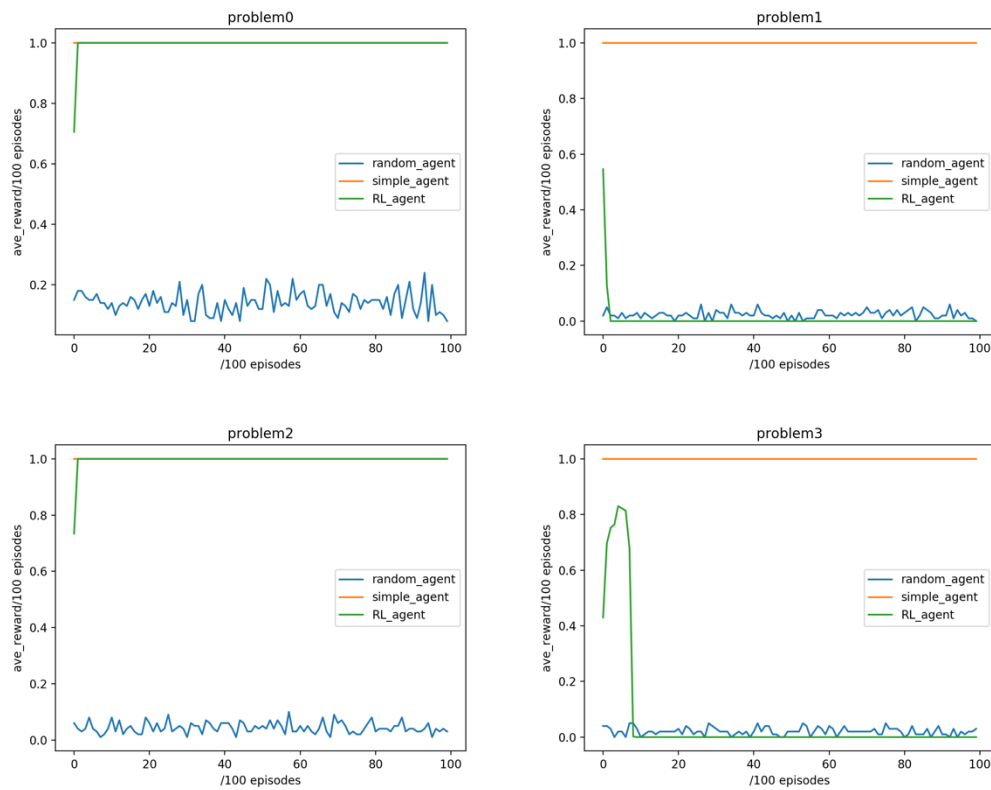 problem0
ave_reward/100 episodes
1.0
0.8
0.6
0.4
0.2
random_agent
simple_agent
RL_agent
0 20 40 60 80 100
/100 episodes
problem1
ave_reward/100 episodes
1.0
0.8
0.6
0.4
0.2
0.0
random_agent
simple_agent
RL_agent
0 20 40 60 80 100
/100 episodes
problem2
ave_reward/100 episodes
1.0
0.8
0.6
0.4
0.2
0.0
random_agent
simple_agent
RL_agent
0 20 40 60 80 100
/100 episodes
problem3
ave_reward/100 episodes
1.0
0.8
0.6
0.4
0.2
0.0
random_agent
simple_agent
RL_agent
0 20 40 60 80 100
/100 episodes